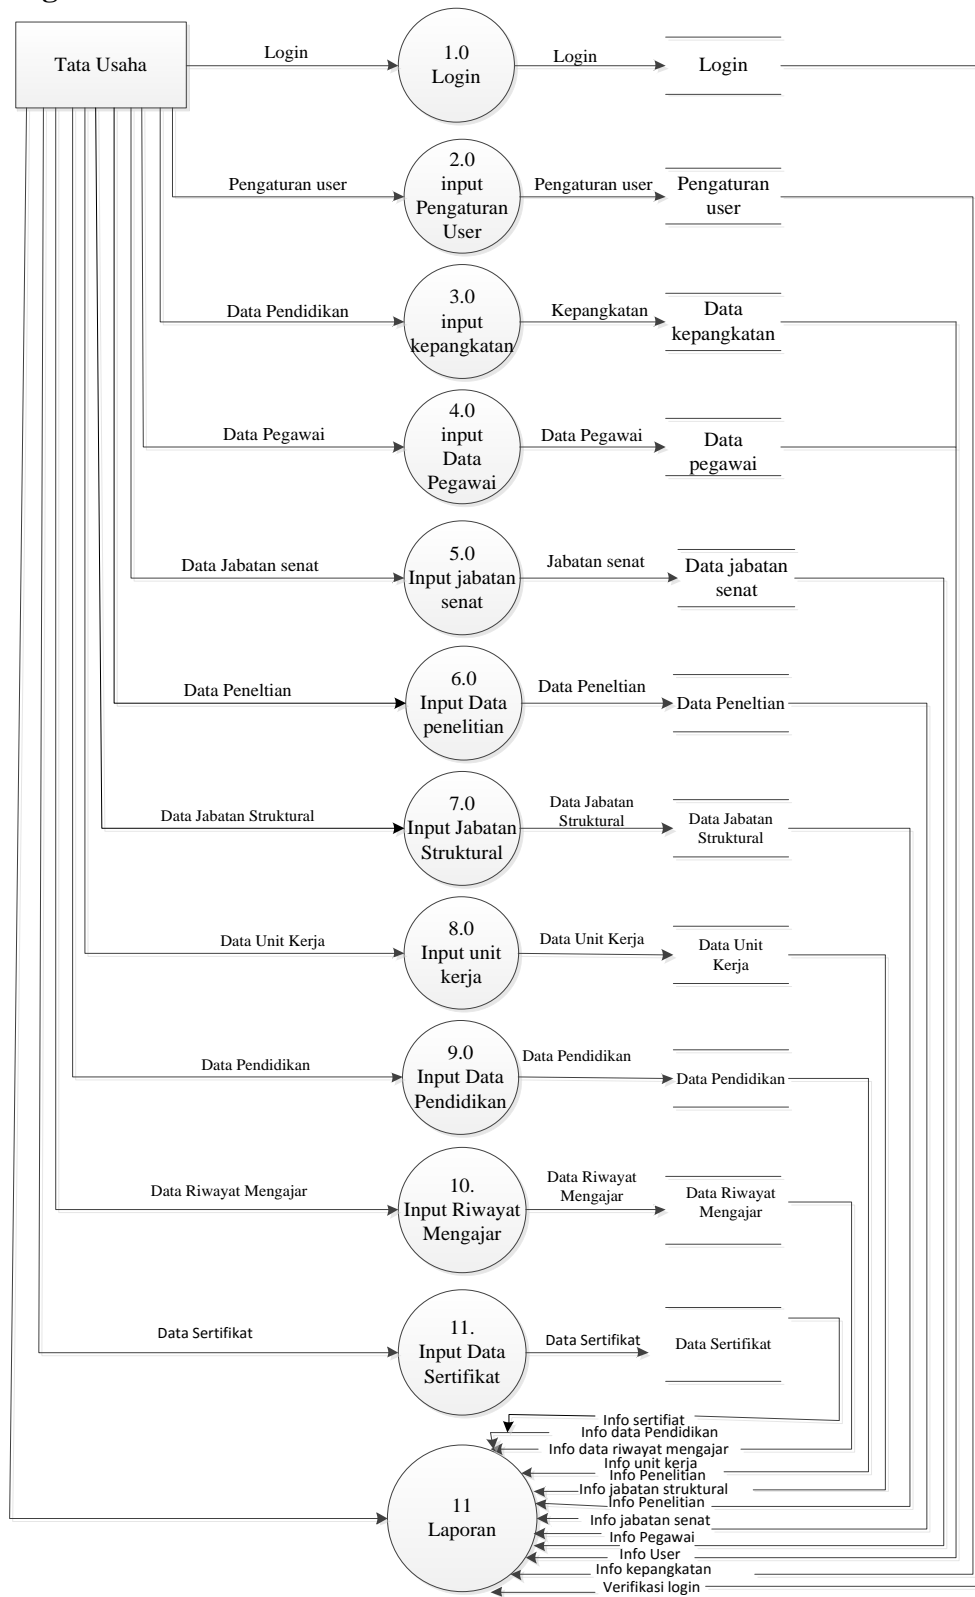 Tata Usaha
Login
1.0
Login
Login
Login
Pengaturan user
2.0
input
Pengaturan
User
Pengaturan user
Pengaturan
user
Data Pendidikan
3.0
input
kepangkatan
Kepangkatan
Data
kepangkatan
Data Pegawai
4.0
input
Data
Pegawai
Data Pegawai
Data
pegawai
Data Jabatan senat
5.0
Input jabatan
senat
Jabatan senat
Data jabatan
senat
Data Peneltian
6.0
Input Data
penelitian
Data Peneltian
Data Peneltian
Data Jabatan Struktural
7.0
Input Jabatan
Struktural
Data Jabatan
Struktural
Data Jabatan
Struktural
Data Unit Kerja
8.0
Input unit
kerja
Data Unit Kerja
Data Unit
Kerja
Data Pendidikan
9.0
Input Data
Pendidikan
Data Pendidikan
Data Pendidikan
Data Riwayat Mengajar
10.
Input Riwayat
Mengajar
Data Riwayat
Mengajar
Data Riwayat
Mengajar
Data Sertifikat
11.
Input Data
Sertifikat
Data Sertifikat
Data Sertifikat
11
Laporan
Info sertifiat
Info data Pendidikan
Info data riwayat mengajar
Info unit kerja
Info Penelitian
Info jabatan struktural
Info Penelitian
Info jabatan senat
Info Pegawai
Info User
Info kepangkatan
Verifikasi login